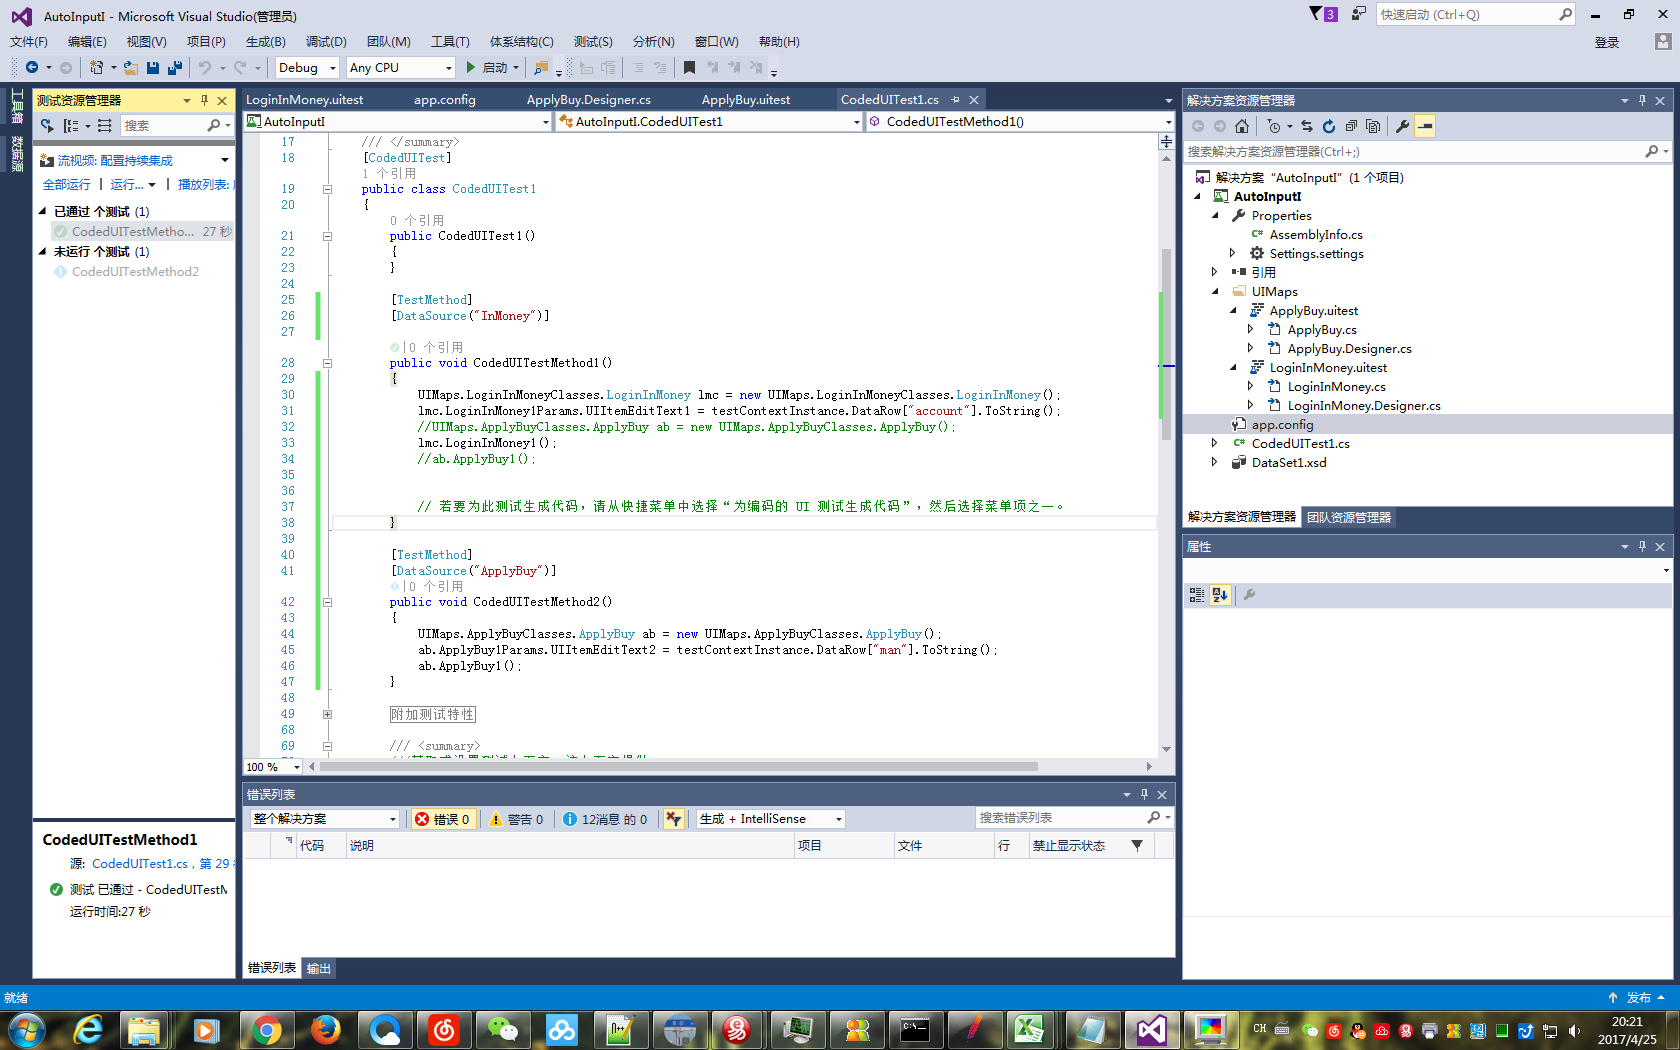 AutoInputI - Microsoft Visual Studio(管理员)
3
快速启动 (Ctrl+Q)
文件(F) 编辑(E) 视图(V) 项目(P) 生成(B) 调试(D) 团队(M) 工具(T) 体系结构(C) 测试(S) 分析(N) 窗口(W) 帮助(H)
登录
Debug Any CPU 启动
工具箱
数据源
测试资源管理器
搜索
流视频: 配置持续集成
全部运行 | 运行... 播放列表:
已通过 个测试 (1)
CodedUITestMetho... 27 秒
未运行 个测试 (1)
CodedUITestMethod2
CodedUITestMethod1
源: CodedUITest1.cs，第 29
测试 已通过 - CodedUITestM
运行时间:27 秒
LoginInMoney.uitest app.config ApplyBuy.Designer.cs ApplyBuy.uitest CodedUITest1.cs
AutoInputI AutoInputI.CodedUITest1 CodedUITestMethod1()
17 /// </summary>
18 [CodedUITest]
1 个引用
19 public class CodedUITest1
20 {
0 个引用
21 public CodedUITest1()
22 {
23 }
24
25 [TestMethod]
26 [DataSource("InMoney")]
27
|0 个引用
28 public void CodedUITestMethod1()
29 {
30 UIMaps.LoginInMoneyClasses.LoginInMoney lmc = new UIMaps.LoginInMoneyClasses.LoginInMoney();
31 lmc.LoginInMoney1Params.UIItemEditText1 = testContextInstance.DataRow["account"].ToString();
32 //UIMaps.ApplyBuyClasses.ApplyBuy ab = new UIMaps.ApplyBuyClasses.ApplyBuy();
33 lmc.LoginInMoney1();
34 //ab.ApplyBuy1();
35
36
37 // 若要为此测试生成代码，请从快捷菜单中选择“为编码的 UI 测试生成代码”，然后选择菜单项之一。
38 }
39
40 [TestMethod]
41 [DataSource("ApplyBuy")]
|0 个引用
42 public void CodedUITestMethod2()
43 {
44 UIMaps.ApplyBuyClasses.ApplyBuy ab = new UIMaps.ApplyBuyClasses.ApplyBuy();
45 ab.ApplyBuy1Params.UIItemEditText2 = testContextInstance.DataRow["man"].ToString();
46 ab.ApplyBuy1();
47 }
48
49 附加测试特性
68
69 /// <summary>
100 %
错误列表
整个解决方案 错误 0 警告 0 12消息 的 0 生成 + IntelliSense 搜索错误列表
代码 说明 项目 文件 行 禁止显示状态
错误列表 输出
解决方案资源管理器
搜索解决方案资源管理器(Ctrl+;)
解决方案 "AutoInputI" (1 个项目)
AutoInputI
Properties
AssemblyInfo.cs
Settings.settings
引用
UIMaps
ApplyBuy.uitest
ApplyBuy.cs
ApplyBuy.Designer.cs
LoginInMoney.uitest
LoginInMoney.cs
LoginInMoney.Designer.cs
app.config
CodedUITest1.cs
DataSet1.xsd
解决方案资源管理器 团队资源管理器
属性
就绪
发布
CH
20:21
2017/4/25